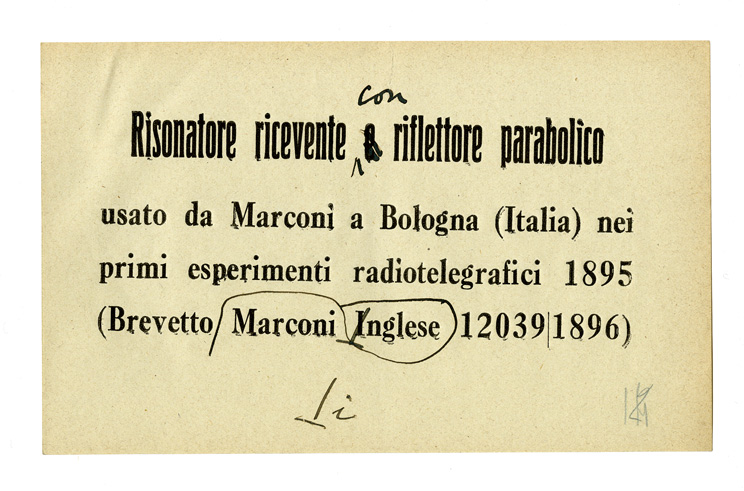 con
Risonatore ricevente e riflettore parabolico
usato da Marconi a Bologna (Italia) nei
primi esperimenti radiotelegrafici 1895
(Brevetto Marconi Inglese 12039|1896)
i